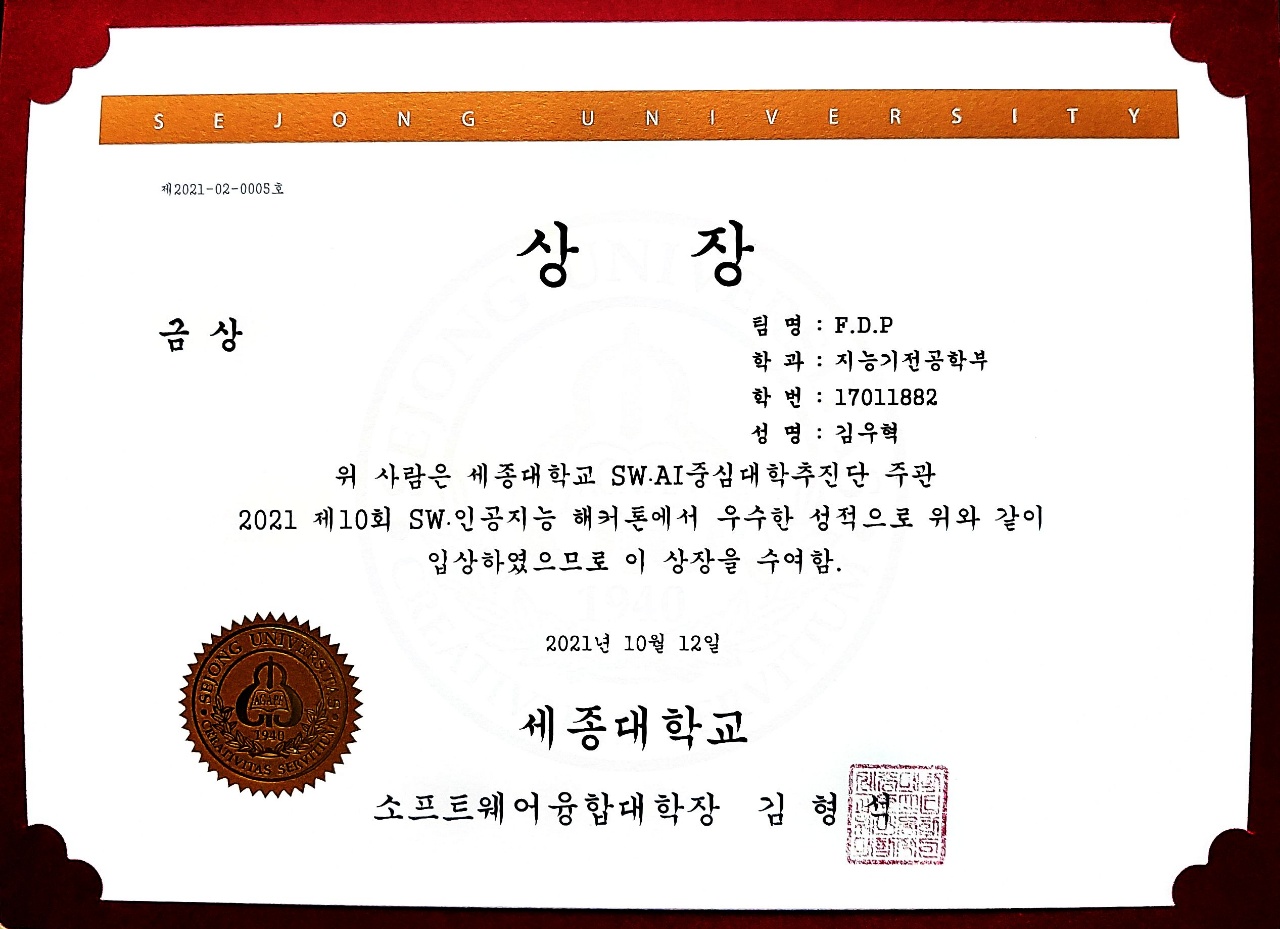 SEJONG UNIVERSITY
제2021-02-0005호
상 장
금 상
팀 명 : F.D.P
학 과 : 지능기전공학부
학 번 : 17011882
성 명 : 김우혁
위 사람은 세종대학교 SW·AI중심대학추진단 주관
2021 제10회 SW·인공지능 해커톤에서 우수한 성적으로 위와 같이
입상하였으므로 이 상장을 수여함.
2021년 10월 12일
SEJONG UNIVERSITAS
AGAPE
1940
CREATIVITAS SERVITIUM
세종대학교
소프트웨어융합대학장 김 형 석